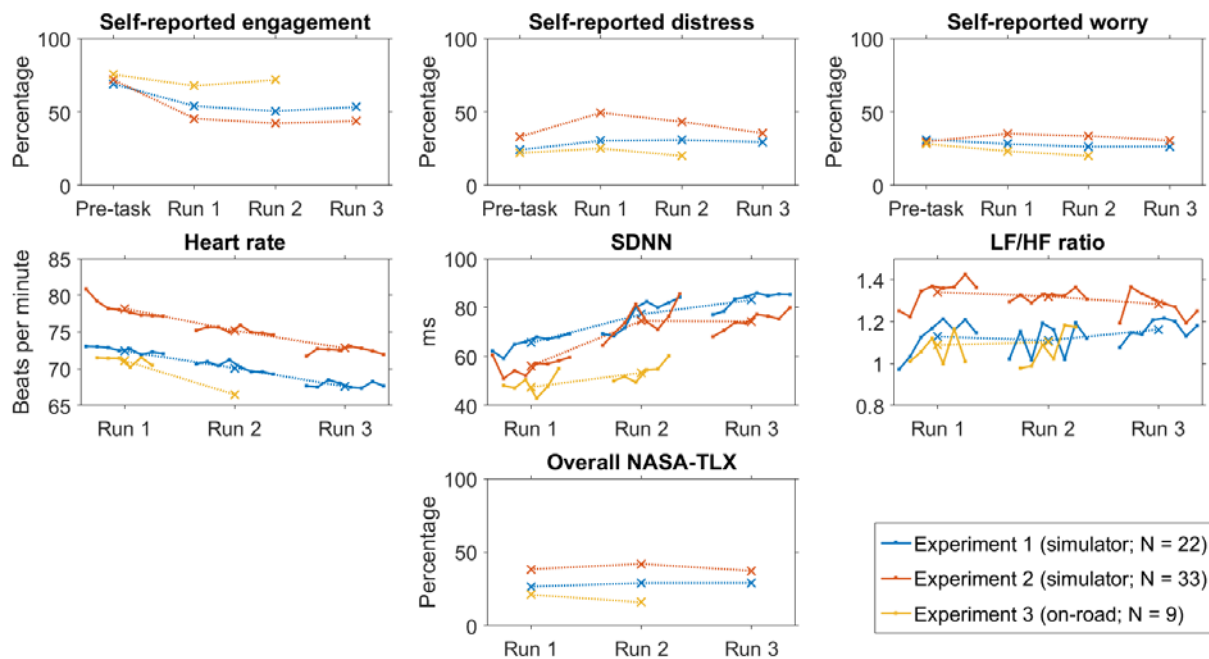 Self-reported engagement
Self-reported distress
Self-reported worry
Percentage
100
50
0
Pre-task Run 1 Run 2 Run 3
Percentage
100
50
0
Pre-task Run 1 Run 2 Run 3
Percentage
100
50
0
Pre-task Run 1 Run 2 Run 3
Heart rate
SDNN
LF/HF ratio
Beats per minute
85
80
75
70
65
Run 1 Run 2 Run 3
ms
100
80
60
40
Run 1 Run 2 Run 3
1.4
1.2
1
0.8
Run 1 Run 2 Run 3
Overall NASA-TLX
Percentage
100
50
0
Run 1 Run 2 Run 3
Experiment 1 (simulator; N = 22)
Experiment 2 (simulator; N = 33)
Experiment 3 (on-road; N = 9)